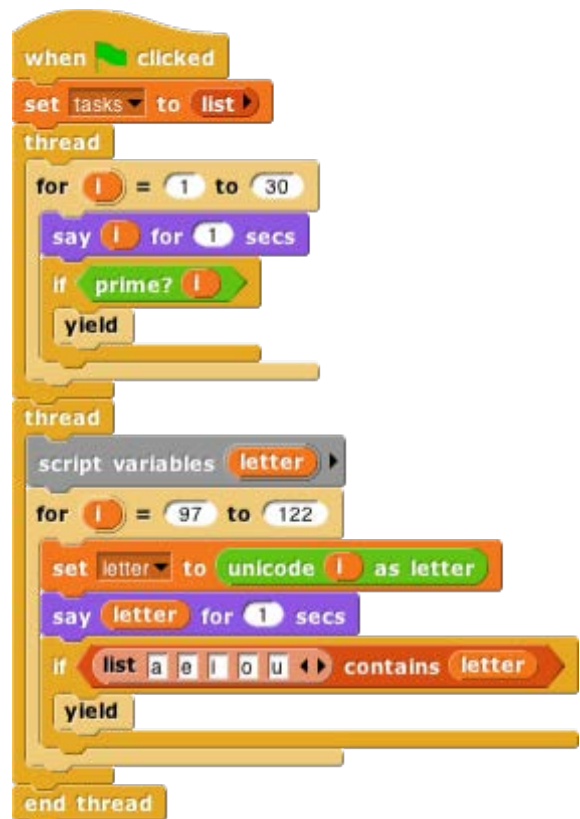 when clicked
set tasks to list
thread
for i = 1 to 30
say i for 1 secs
if prime? i
yield
thread
script variables letter
for i = 97 to 122
set letter to unicode i as letter
say letter for 1 secs
if list a e i o u contains letter
yield
end thread